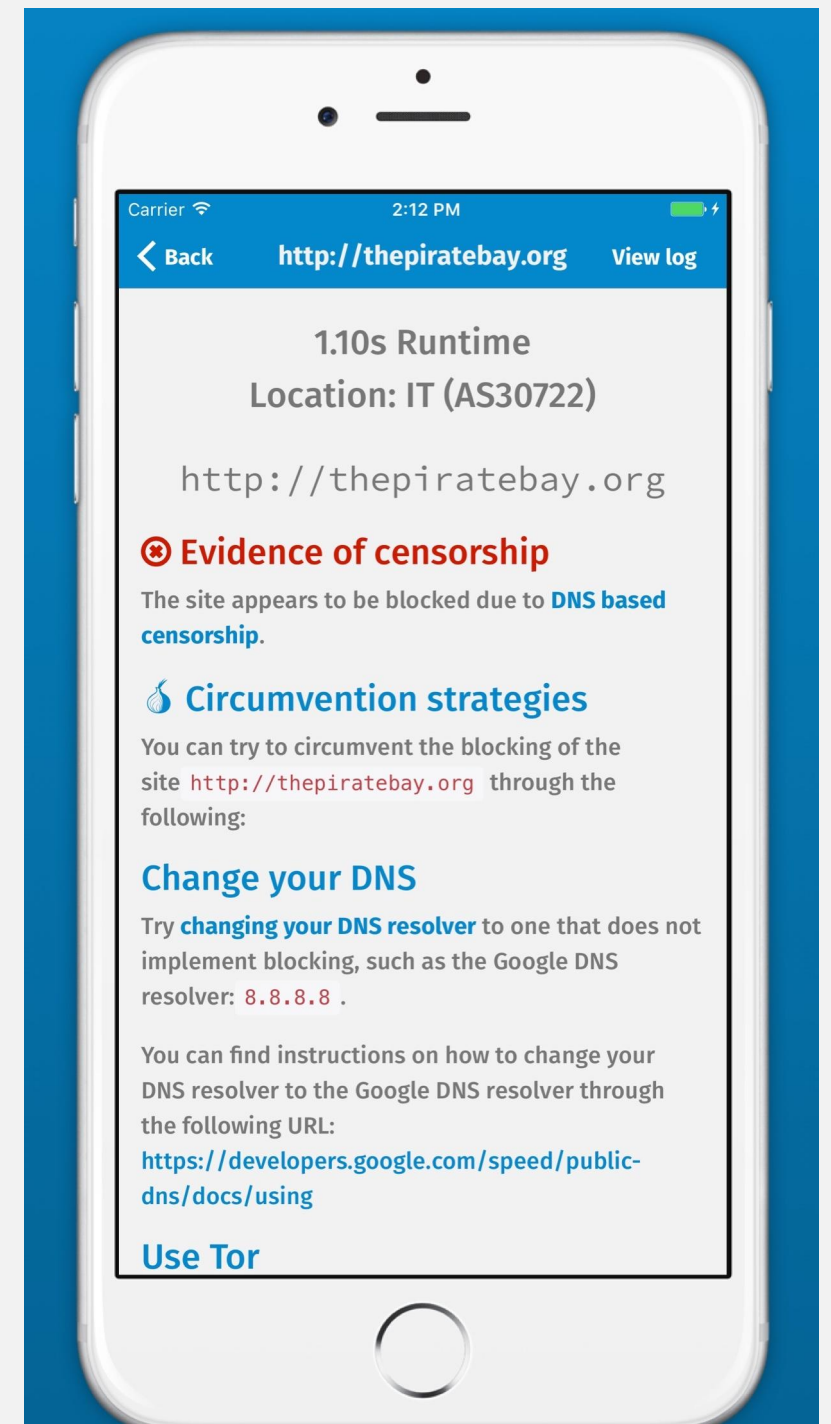 Carrier
2:12 PM
Back
http://thepiratebay.org
View log
1.10s Runtime
Location: IT (AS30722)
http://thepiratebay.org
Evidence of censorship
The site appears to be blocked due to DNS based
censorship.
Circumvention strategies
You can try to circumvent the blocking of the
site http://thepiratebay.org through the
following:
Change your DNS
Try changing your DNS resolver to one that does not
implement blocking, such as the Google DNS
resolver: 8.8.8.8 .
You can find instructions on how to change your
DNS resolver to the Google DNS resolver through
the following URL:
https://developers.google.com/speed/public-
dns/docs/using
Use Tor